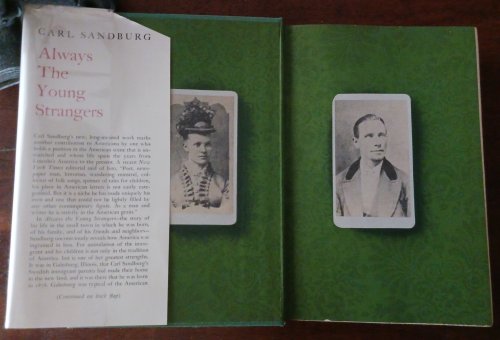 CARL SANDBURG
Always
The
Young
Strangers
Carl Sandburg's new, long-awaited work marks
another contribution to Americana by one who
holds a position in the American scene that is un-
matched and whose life spans the years from
a modest America to the present. A recent New
York Times editorial said of him, "Poet, news-
paper man, historian, wandering minstrel, col-
lector of folk songs, spinner of tales for children,
his place in American letters is not easily cate-
gorized. But it is a niche he has made uniquely his
own and one that could not be lightly filled by
any other contemporary figure. As a man and
writer he is strictly in the American grain."
In Always the Young Strangers—the story of
his life in the small town in which he was born,
of his family, and of his friends and neighbors—
Sandburg unconsciously reveals how America was
ingrained in him. For assimilation of the immi-
grant and his children is not only in the tradition
of America, but is one of her greatest strengths.
It was in Galesburg, Illinois, that Carl Sandburg's
Swedish immigrant parents had made their home
in the new land, and it was there that he was born
in 1878. Galesburg was typical of the American
(Continued on back flap)